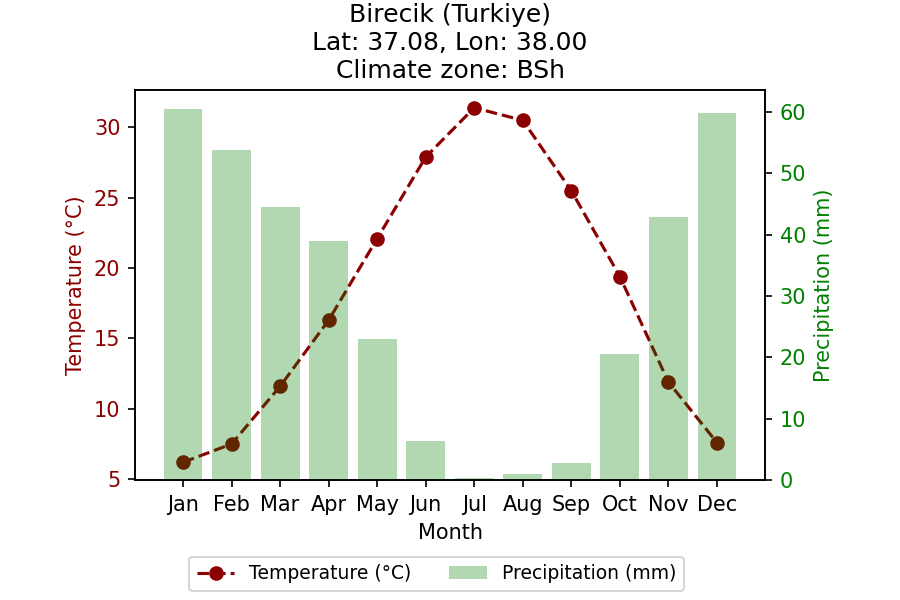 Birecik (Turkiye)
Lat: 37.08, Lon: 38.00
Climate zone: BSh
30
25
20
15
10
5
Temperature (°C)
60
50
40
30
20
10
0
Precipitation (mm)
Jan Feb Mar Apr May Jun Jul Aug Sep Oct Nov Dec
Month
Temperature (°C) Precipitation (mm)